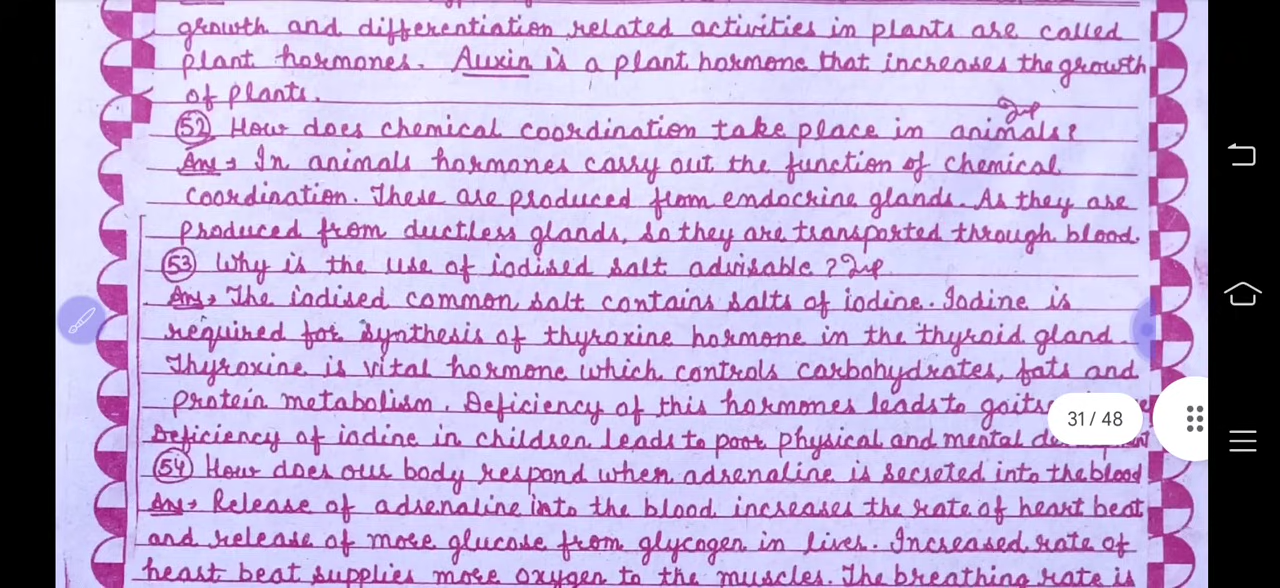 growth and differentiation related activities in plants are called
plant hormones. Auxin is a plant hormone that increases the growth
of plants.
52 How does chemical coordination take place in animals? Imp
Ans → In animals hormones carry out the function of chemical
coordination. These are produced from endocrine glands. As they are
produced from ductless glands, so they are transported through blood.
53 Why is the use of iodised salt advisable? Imp
Ans → The iodised common salt contains salts of iodine. Iodine is
required for synthesis of thyroxine hormone in the thyroid gland.
Thyroxine is vital hormone which controls carbohydrates, fats and
protein metabolism. Deficiency of this hormones leads to
31/48
Deficiency of iodine in children leads to poor physical and mental
54 How does our body respond when adrenaline is secreted into the blood
Ans → Release of adrenaline into the blood increases the rate of heart beat
and release of more glucose from glycogen in liver. Increased rate of
heart beat supplies more oxygen to the muscles. The breathing rate is